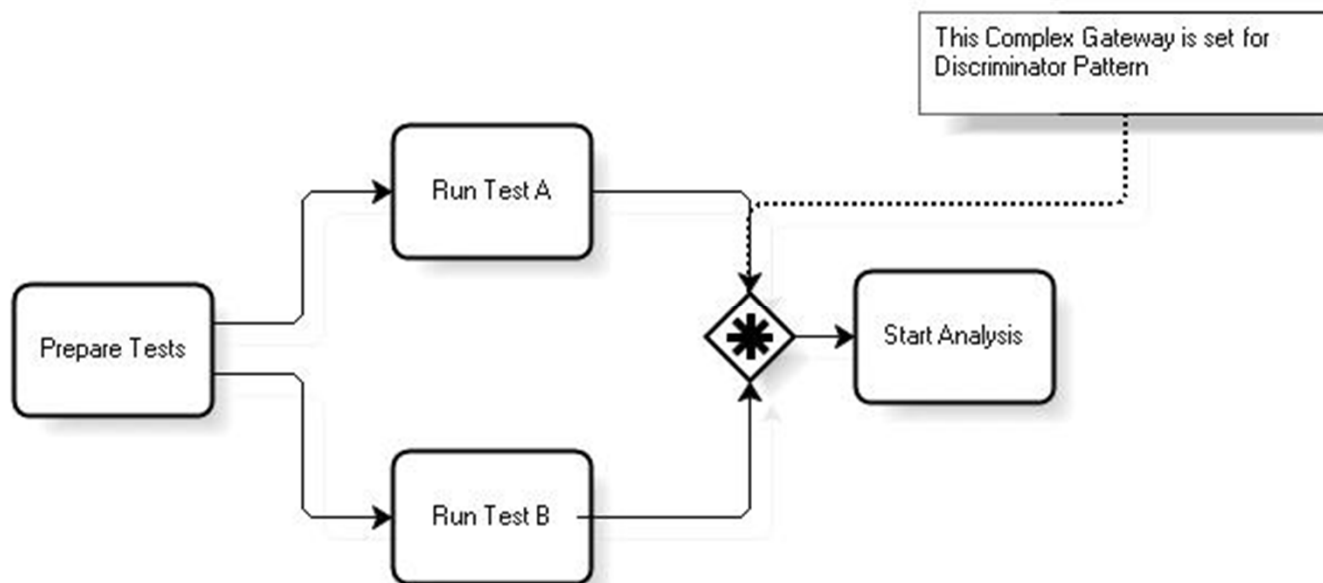 This Complex Gateway is set for
Discriminator Pattern
Run Test A
Prepare Tests
Start Analysis
Run Test B